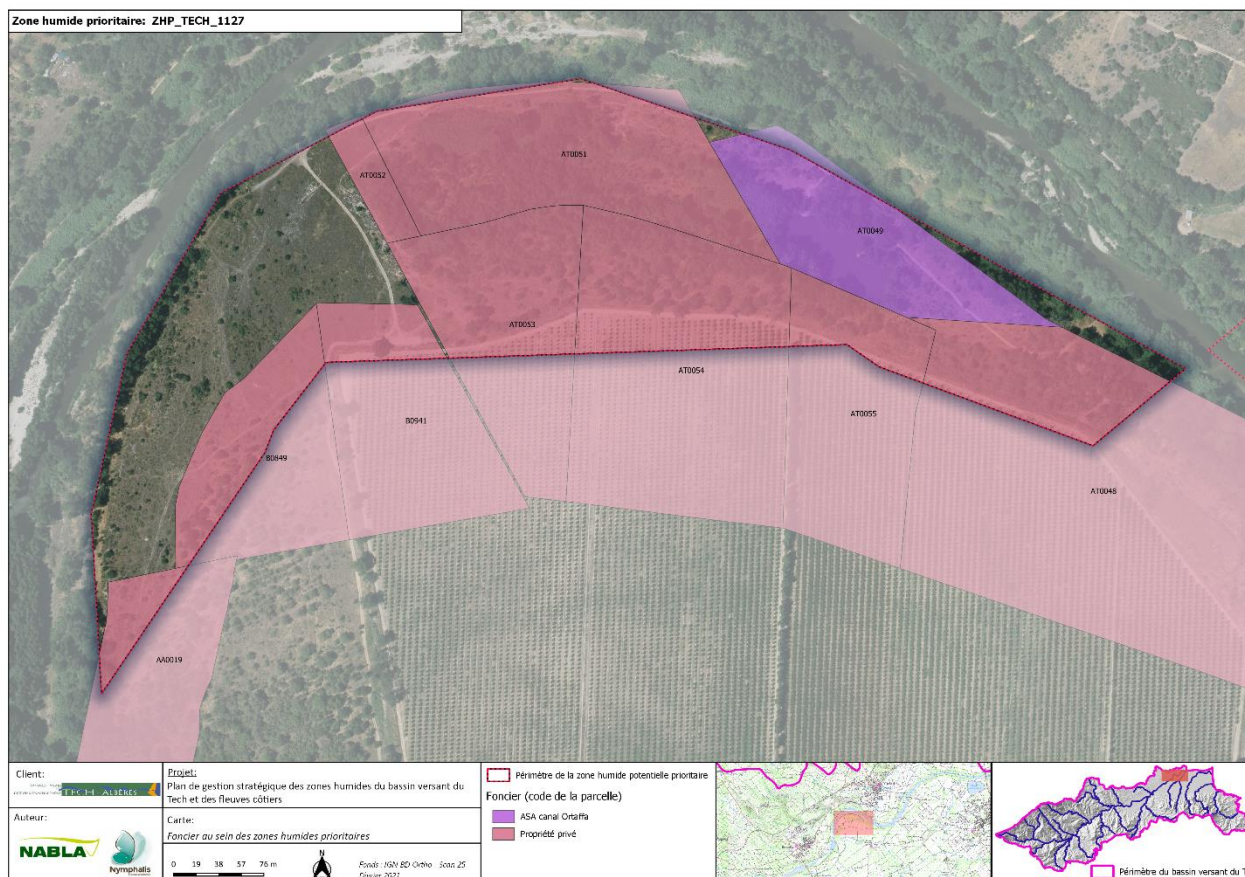 Zone humide prioritaire: ZHP_TECH_1127
AT0051
AT0052
AT0049
AT0053
AT0054
AT0055
B0941
B0849
AT0048
AA0019
Client:
TECH ALBÈRES
Auteur:
NABLA
Nymphalis
Projet:
Plan de gestion stratégique des zones humides du bassin versant du
Tech et des fleuves côtiers
Carte:
Foncier au sein des zones humides prioritaires
0 19 38 57 76 m
N
Fonds : IGN BD Ortho - Scan 25
Février 2021
Périmètre de la zone humide potentielle prioritaire
Foncier (code de la parcelle)
ASA canal Ortaffa
Propriété privé
Périmètre du bassin versant du T